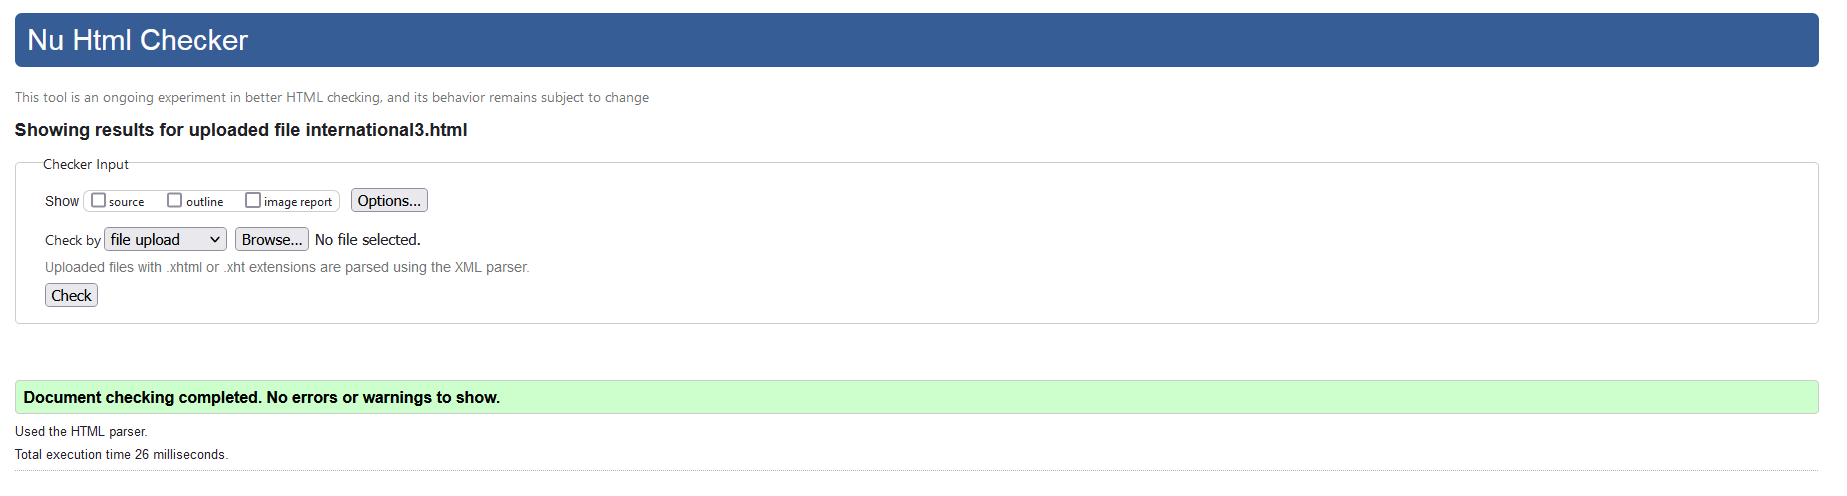 Nu Html Checker
This tool is an ongoing experiment in better HTML checking, and its behavior remains subject to change
Showing results for uploaded file international3.html
Checker Input
Show source outline image report Options...
Check by file upload Browse... No file selected.
Uploaded files with .xhtml or .xht extensions are parsed using the XML parser.
Check
Document checking completed. No errors or warnings to show.
Used the HTML parser.
Total execution time 26 milliseconds.